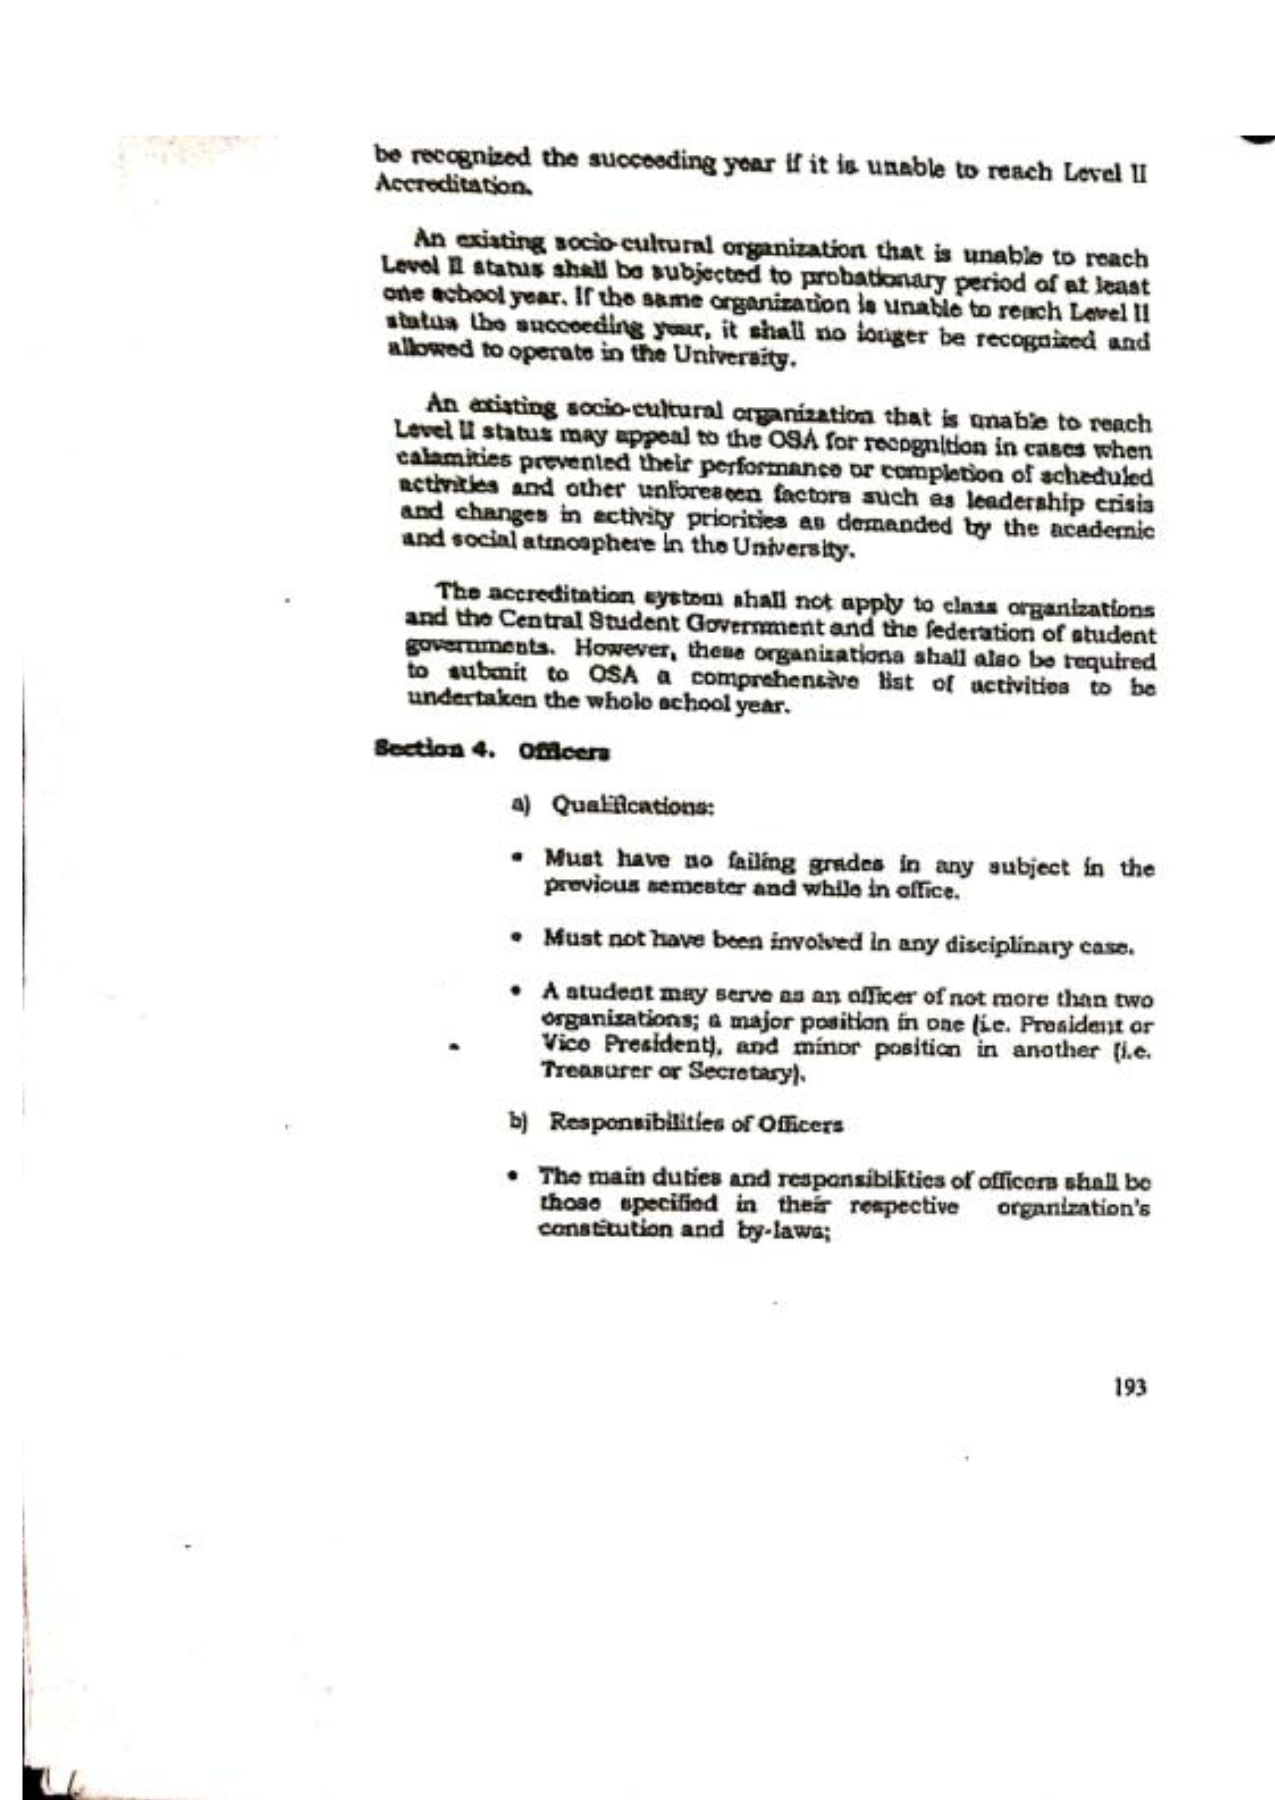 be recognized the succeeding year if it is unable to reach Level II
Accreditation.
An existing socio-cultural organization that is unable to reach
Level II status shall be subjected to probationary period of at least
one school year. If the same organization is unable to reach Level II
status the succeeding year, it shall no longer be recognized and
allowed to operate in the University.
An existing socio-cultural organization that is unable to reach
Level II status may appeal to the OSA for recognition in cases when
calamities prevented their performance or completion of scheduled
activities and other unforeseen factors such as leadership crisis
and changes in activity priorities as demanded by the academic
and social atmosphere in the University.
The accreditation system shall not apply to class organizations
and the Central Student Government and the federation of student
governments. However, these organizations shall also be required
to submit to OSA a comprehensive list of activities to be
undertaken the whole school year.
Section 4. Officers
a) Qualifications:
• Must have no failing grades in any subject in the
previous semester and while in office.
• Must not have been involved in any disciplinary case.
• A student may serve as an officer of not more than two
organizations; a major position in one (i.e. President or
Vice President), and minor position in another (i.e.
Treasurer or Secretary).
b) Responsibilities of Officers
• The main duties and responsibilities of officers shall be
those specified in their respective organization's
constitution and by-laws;
193